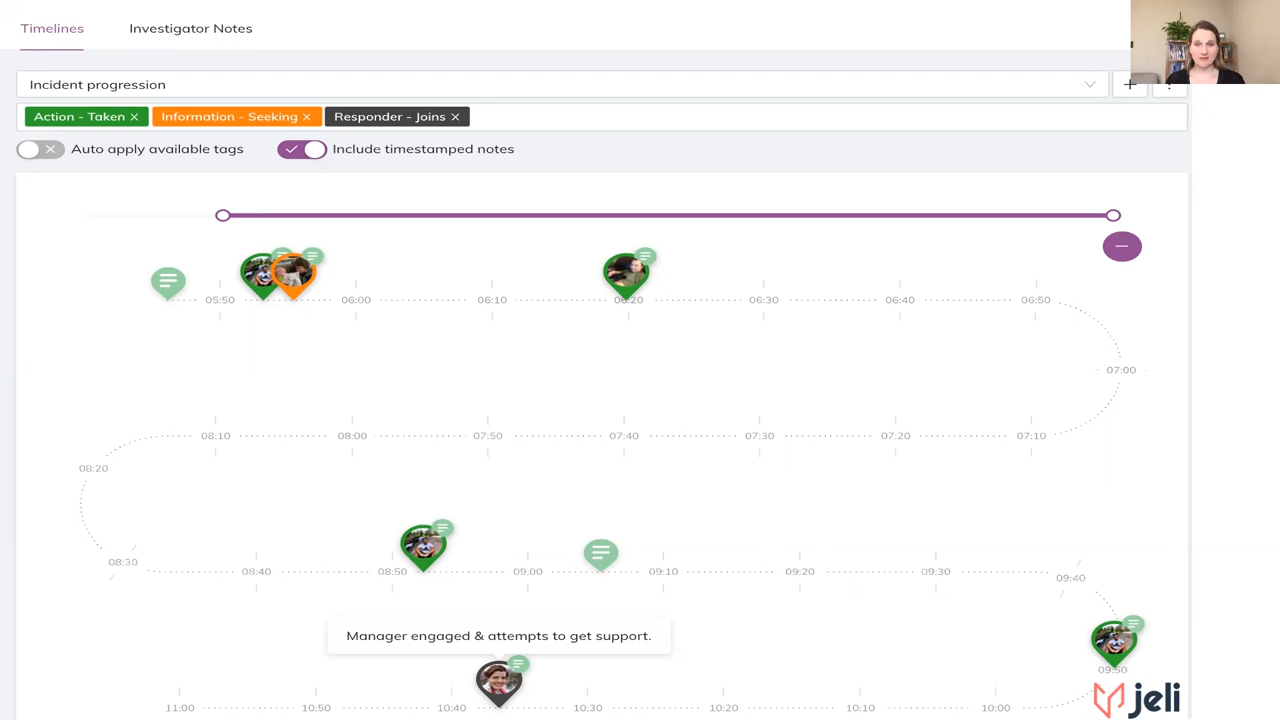 Timelines Investigator Notes
Incident progression
Action - Taken × Information - Seeking × Responder - Joins ×
Auto apply available tags Include timestamped notes
05:50 06:00 06:10 06:20 06:30 06:40 06:50
07:00
08:10 08:00 07:50 07:40 07:30 07:20 07:10
08:20
08:30 08:40 08:50 09:00 09:10 09:20 09:30 09:40
Manager engaged & attempts to get support.
09:50
11:00 10:50 10:40 10:30 10:20 10:10 10:00
jeli